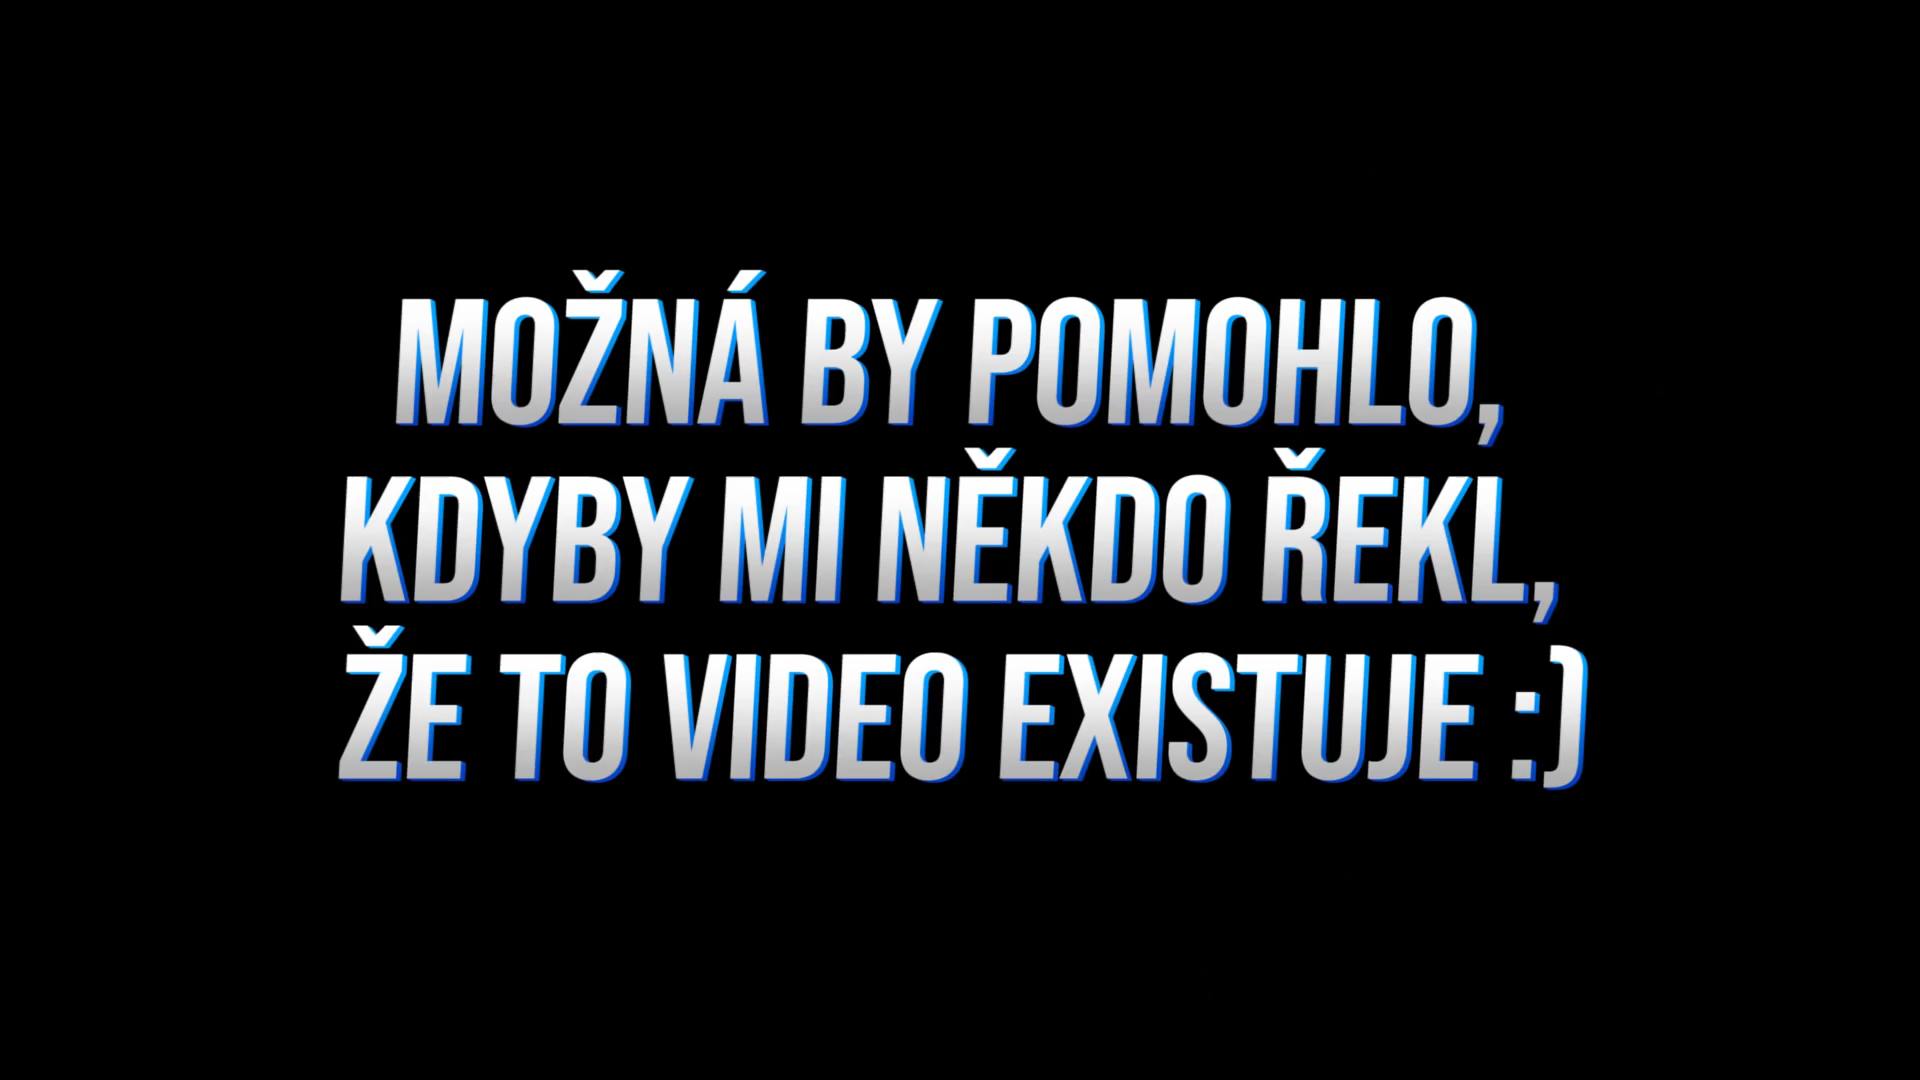 MOŽNÁ BY POMOHLO,
KDYBY MI NĚKDO ŘEKL,
ŽE TO VIDEO EXISTUJE :)